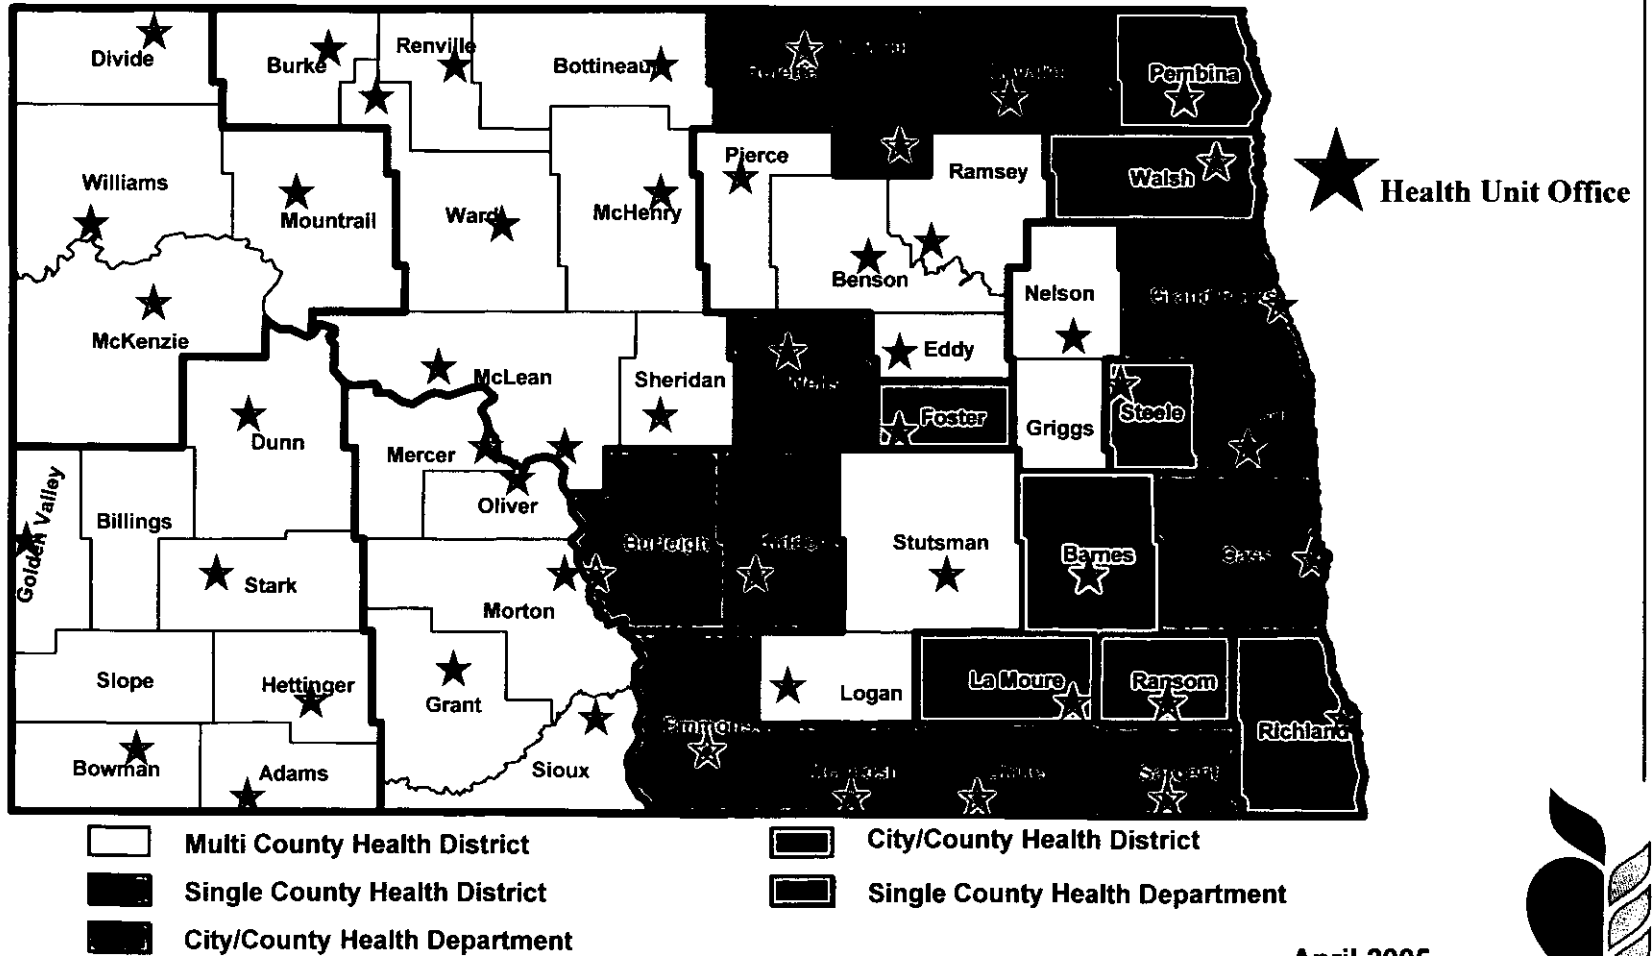 Divide
Burke
Renville
Bottineau
Pembina
Williams
Mountrail
Ward
McHenry
Pierce
Ramsey
Walsh
Health Unit Office
Benson
Nelson
McKenzie
McLean
Sheridan
Eddy
Foster
Griggs
Steele
Dunn
Mercer
Oliver
Golden Valley
Billings
Stark
Morton
Burleigh
Stutsman
Barnes
Cass
Slope
Hettinger
Grant
Logan
La Moure
Ransom
Richland
Emmons
Bowman
Adams
Sioux
Sargent
Multi County Health District
City/County Health District
Single County Health District
Single County Health Department
City/County Health Department